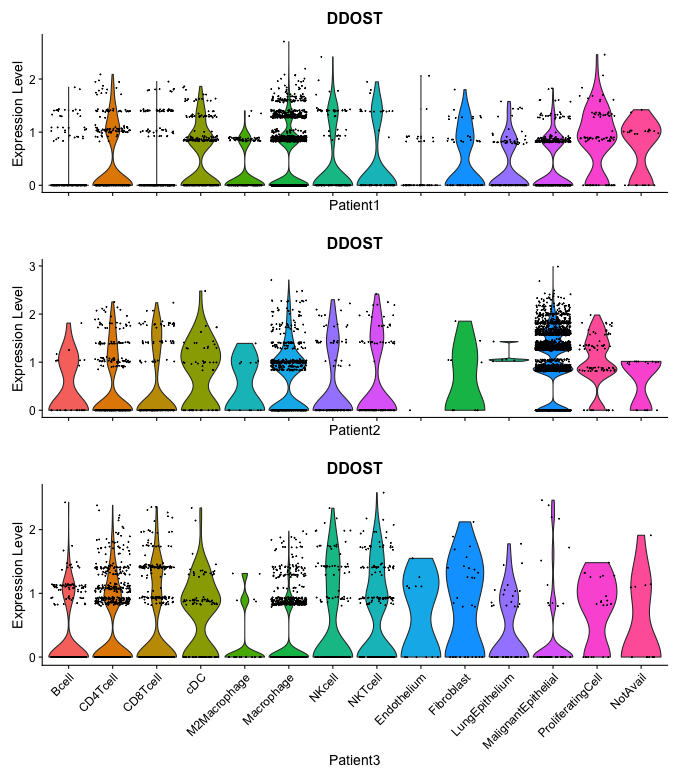 DDOST
Expression Level
2
1
0
Patient1
DDOST
Expression Level
3
2
1
0
Patient2
DDOST
Expression Level
2
1
0
Bcell
CD4Tcell
CD8Tcell
cDC
M2Macrophage
Macrophage
NKcell
NKTcell
Endothelium
Fibroblast
LungEpithelium
MalignantEpithelial
ProliferatingCell
NotAvail
Patient3